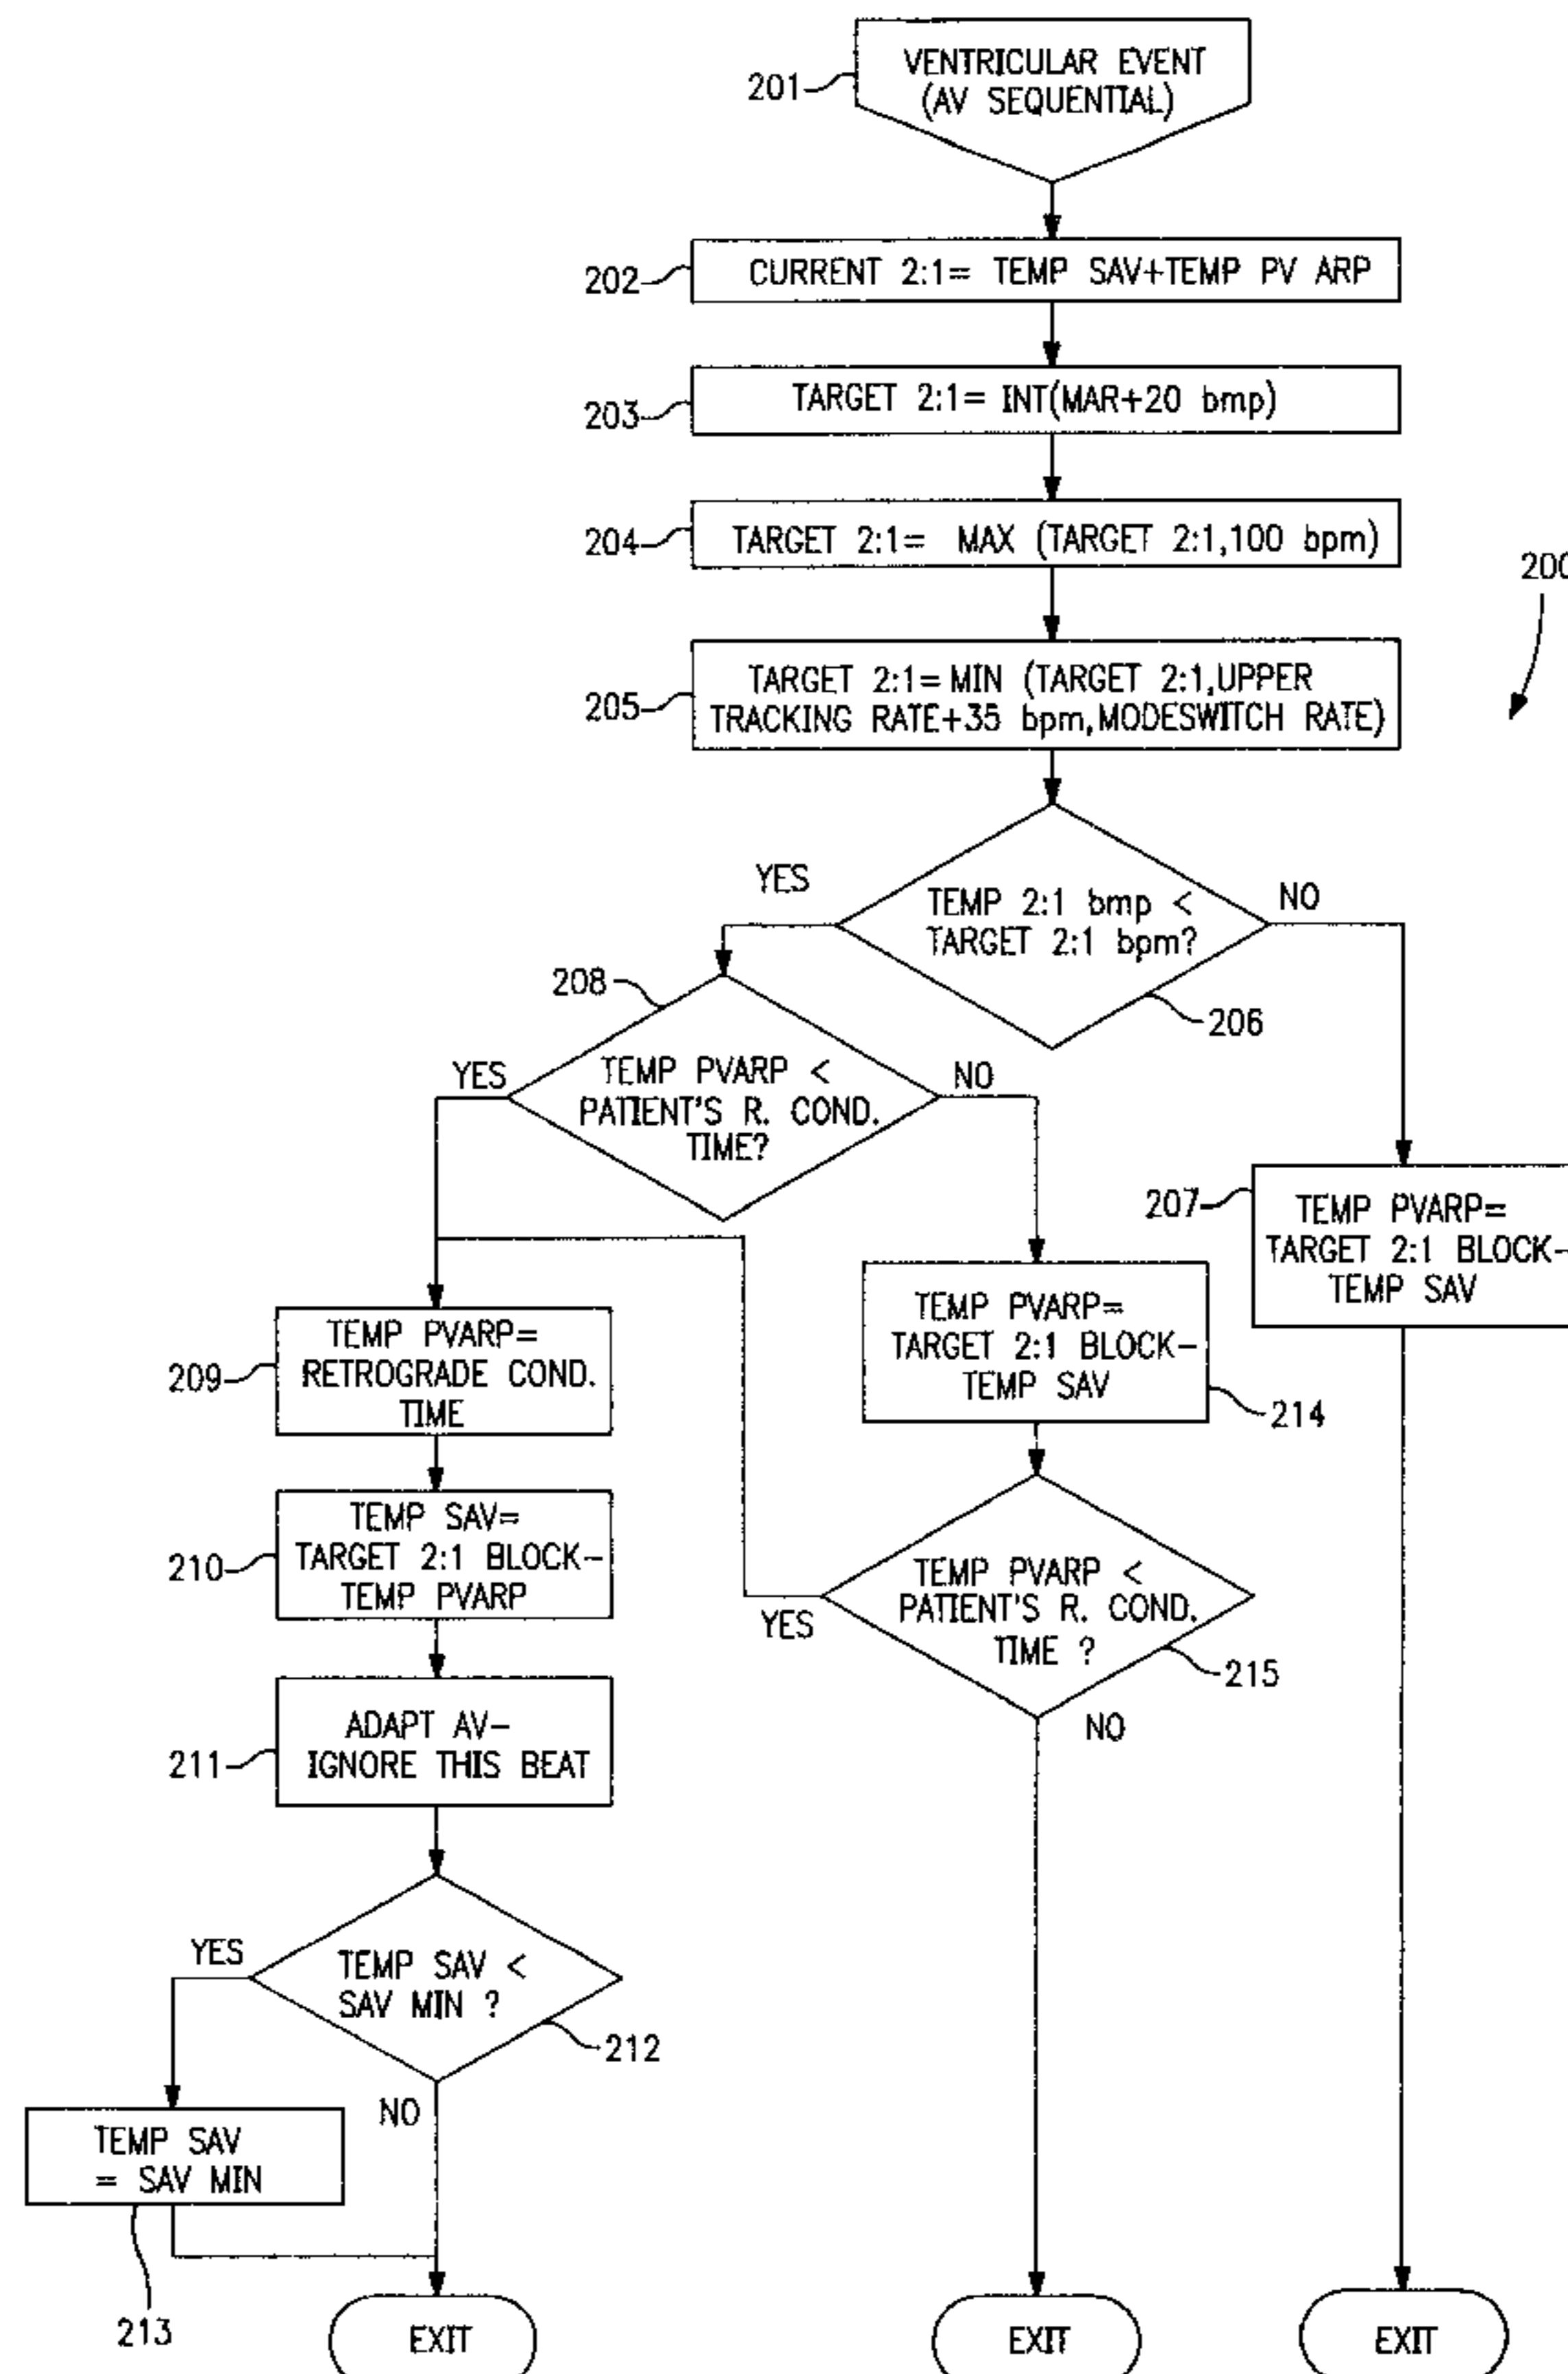 VENTRICULAR EVENT
(AV SEQUENTIAL)
201
CURRENT 2:1= TEMP SAV+TEMP PV ARP
202
TARGET 2:1= INT(MAR+20 bmp)
203
TARGET 2:1= MAX (TARGET 2:1,100 bpm)
204
200
TARGET 2:1=MIN (TARGET 2:1,UPPER
TRACKING RATE+35 bpm,MODESWITCH RATE)
205
YES
TEMP 2:1 bmp <
TARGET 2:1 bpm?
NO
206
208
YES
TEMP PVARP <
PATIENT'S R. COND.
TIME?
NO
207
TEMP PVARP=
TARGET 2:1 BLOCK-
TEMP SAV
TEMP PVARP=
RETROGRADE COND.
TIME
209
TEMP PVARP=
TARGET 2:1 BLOCK-
TEMP SAV
214
TEMP SAV=
TARGET 2:1 BLOCK-
TEMP PVARP
210
TEMP PVARP <
PATIENT'S R. COND.
TIME ?
YES
215
NO
ADAPT AV-
IGNORE THIS BEAT
211
YES
TEMP SAV <
SAV MIN ?
212
NO
TEMP SAV
= SAV MIN
213
EXIT
EXIT
EXIT